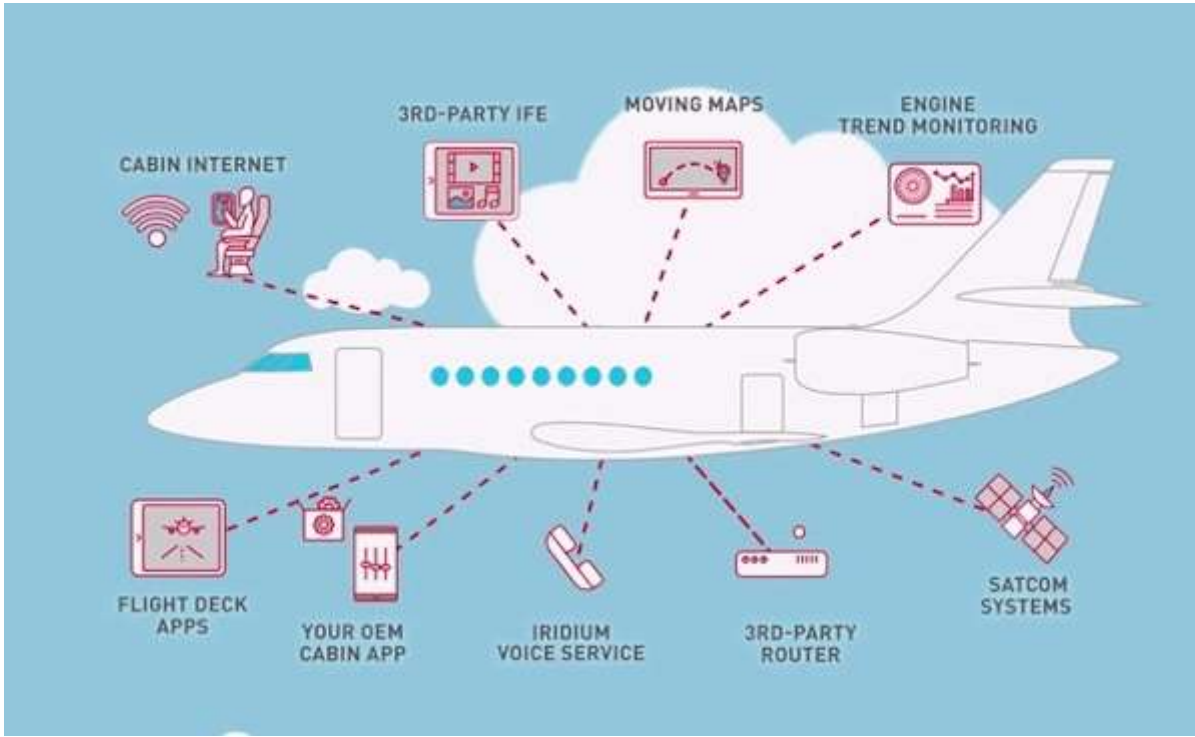 3RD-PARTY IFE
MOVING MAPS
ENGINE
TREND MONITORING
CABIN INTERNET
FLIGHT DECK
APPS
YOUR OEM
CABIN APP
IRIDIUM
VOICE SERVICE
3RD-PARTY
ROUTER
SATCOM
SYSTEMS